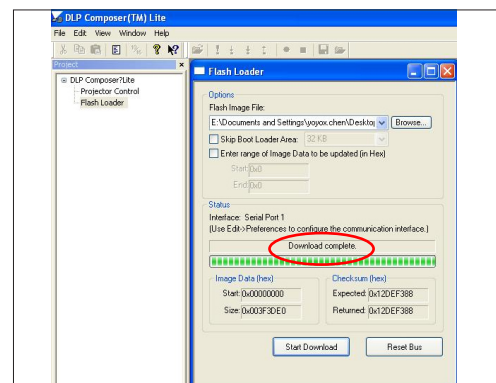 DLP Composer(TM) Lite
File Edit View Window Help
Project
DLP Composer?Lite
Projector Control
Flash Loader
Flash Loader
Options
Flash Image File:
E:\Documents and Settings\yoyox.chen\Desktop
Browse...
Skip Boot Loader Area: 32 KB
Enter range of Image Data to be updated (in Hex)
Start: 0x0
End: 0x0
Status
Interface: Serial Port 1
(Use Edit->Preferences to configure the communication interface.)
Download complete.
Image Data (hex)
Checksum (hex)
Start: 0x00000000
Expected: 0x12DEF388
Size: 0x003F3DE0
Returned: 0x12DEF388
Start Download
Reset Bus